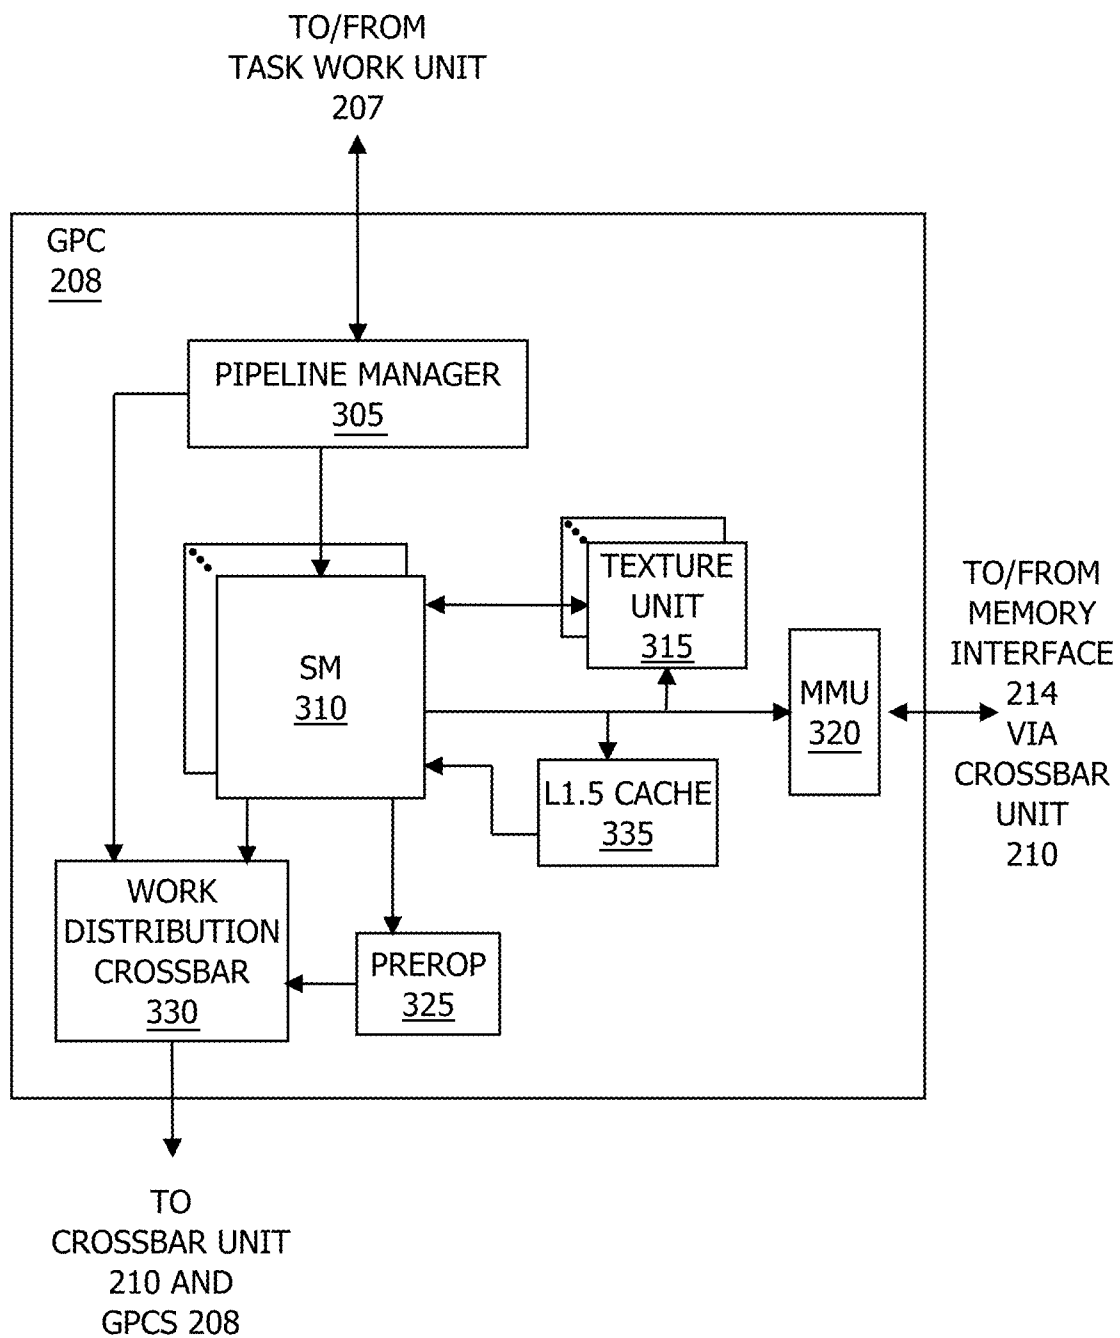 TO/FROM
TASK WORK UNIT
207
GPC
208
PIPELINE MANAGER
305
TEXTURE
UNIT
315
SM
310
MMU
320
TO/FROM
MEMORY
INTERFACE
214
VIA
CROSSBAR
UNIT
210
L1.5 CACHE
335
WORK
DISTRIBUTION
CROSSBAR
330
PREROP
325
TO
CROSSBAR UNIT
210 AND
GPCS 208